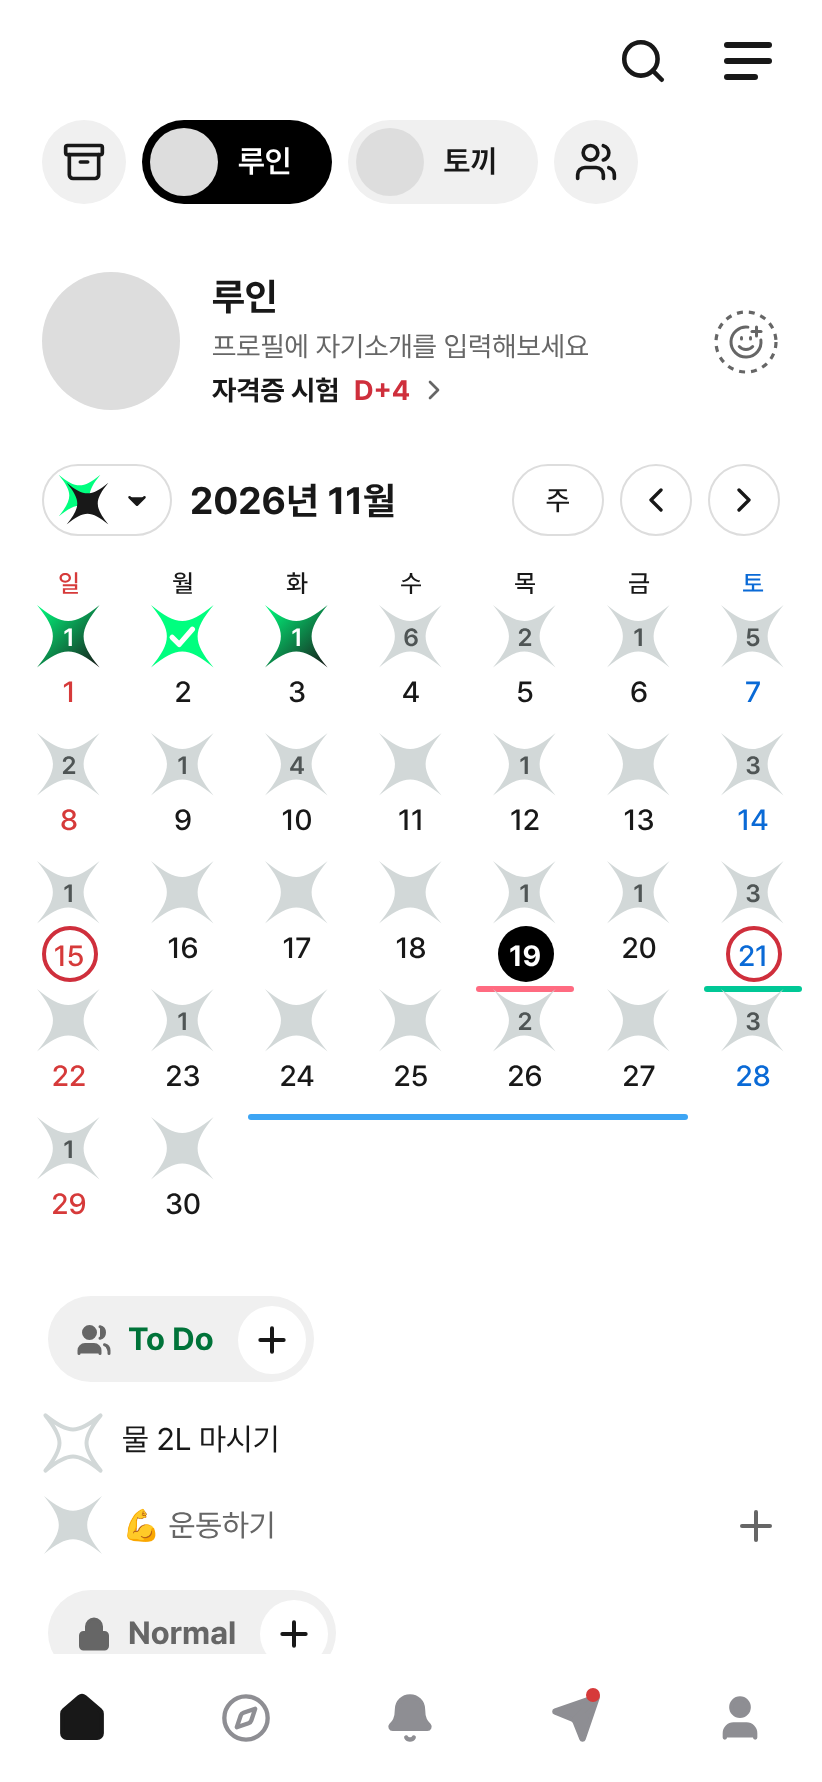 루인 토끼
루인
프로필에 자기소개를 입력해보세요
자격증 시험 D+4
2026년 11월 주
일 월 화 수 목 금 토
1 1 6 2 1 5
1 2 3 4 5 6 7
2 1 4 1 3
8 9 10 11 12 13 14
1 1 1 3
15 16 17 18 19 20 21
1 2 3
22 23 24 25 26 27 28
1
29 30
To Do
물 2L 마시기
💪 운동하기
Normal